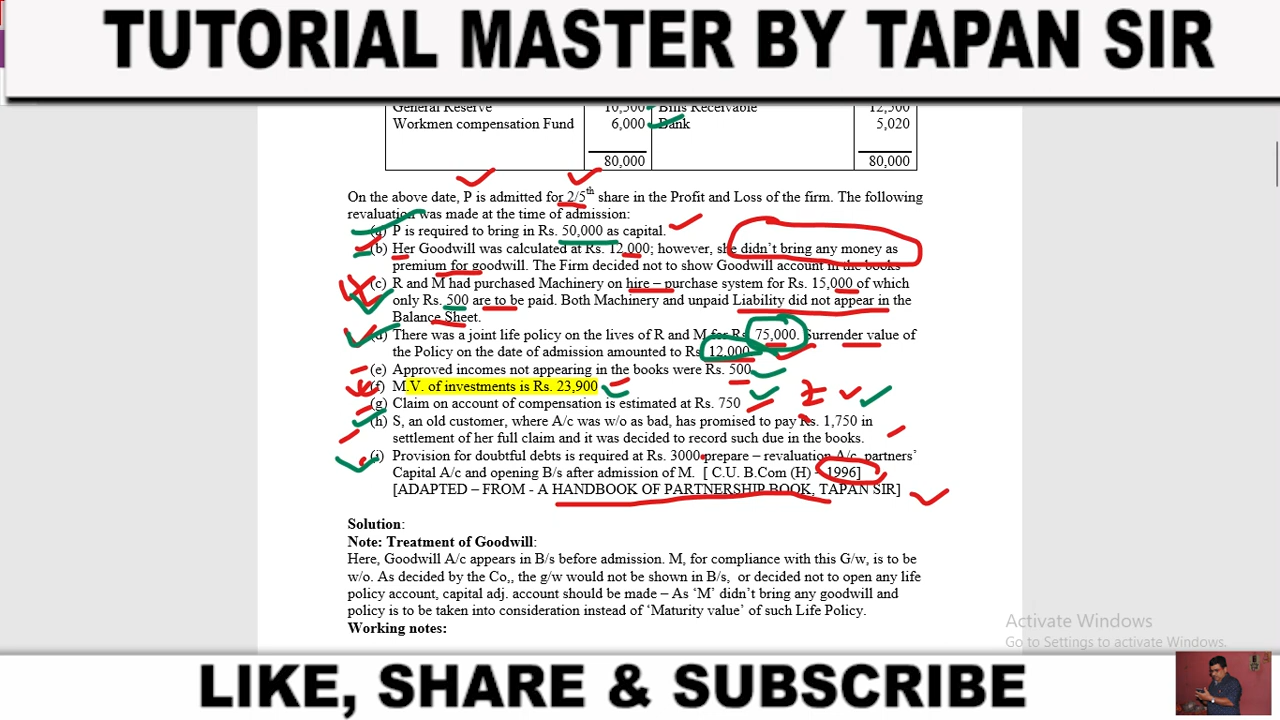 TUTORIAL MASTER BY TAPAN SIR
General Reserve 10,500 Bills Receivable 12,500
Workmen compensation Fund 6,000 Bank 5,020
80,000 80,000
On the above date, P is admitted for 2/5th share in the Profit and Loss of the firm. The following
revaluation was made at the time of admission:
(a) P is required to bring in Rs. 50,000 as capital.
(b) Her Goodwill was calculated at Rs. 12,000; however, she didn't bring any money as
premium for goodwill. The Firm decided not to show Goodwill account in the books
(c) R and M had purchased Machinery on hire – purchase system for Rs. 15,000 of which
only Rs. 500 are to be paid. Both Machinery and unpaid Liability did not appear in the
Balance Sheet.
(d) There was a joint life policy on the lives of R and M for Rs. 75,000. Surrender value of
the Policy on the date of admission amounted to Rs. 12,000
(e) Approved incomes not appearing in the books were Rs. 500
(f) M.V. of investments is Rs. 23,900
(g) Claim on account of compensation is estimated at Rs. 750
(h) S, an old customer, where A/c was w/o as bad, has promised to pay Rs. 1,750 in
settlement of her full claim and it was decided to record such due in the books.
(i) Provision for doubtful debts is required at Rs. 3000 prepare – revaluation A/c, partners'
Capital A/c and opening B/s after admission of M. [ C.U. B.Com (H) – 1996]
[ADAPTED – FROM - A HANDBOOK OF PARTNERSHIP BOOK, TAPAN SIR]
Solution:
Note: Treatment of Goodwill:
Here, Goodwill A/c appears in B/s before admission. M, for compliance with this G/w, is to be
w/o. As decided by the Co,, the g/w would not be shown in B/s, or decided not to open any life
policy account, capital adj. account should be made – As 'M' didn't bring any goodwill and
policy is to be taken into consideration instead of 'Maturity value' of such Life Policy.
Working notes:
Activate Windows
Go to Settings to activate Windows.
LIKE, SHARE & SUBSCRIBE